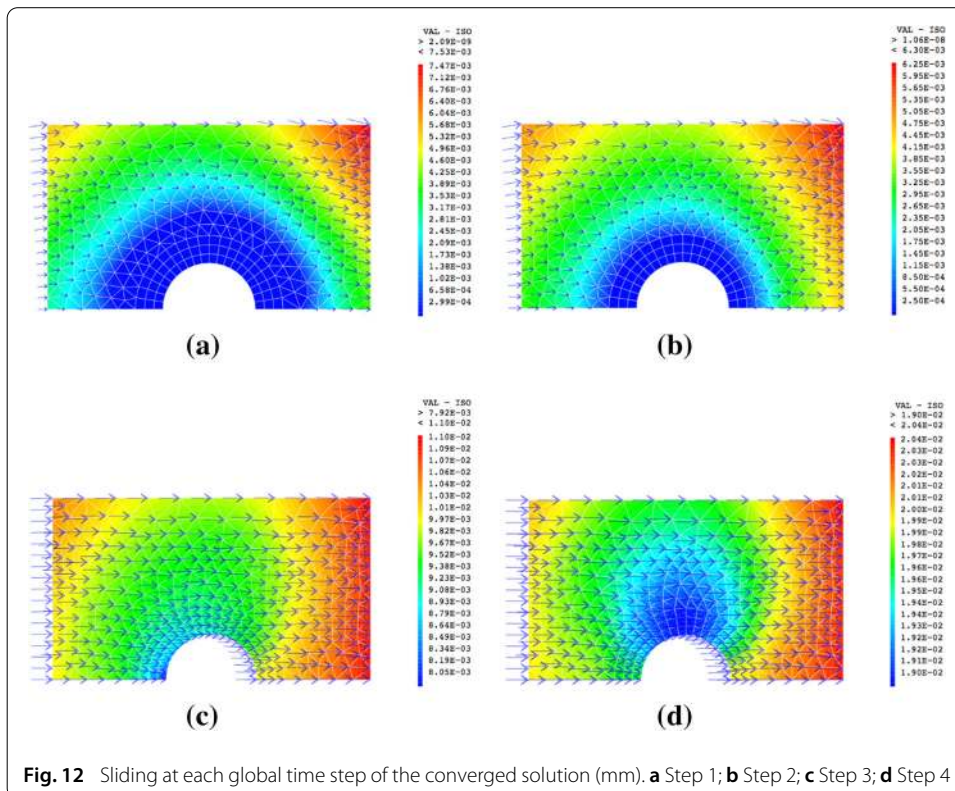 VAL - ISO
> 2.09E-09
< 7.53E-03
7.47E-03
7.12E-03
6.76E-03
6.40E-03
6.04E-03
5.68E-03
5.32E-03
4.96E-03
4.60E-03
4.25E-03
3.89E-03
3.53E-03
3.17E-03
2.81E-03
2.45E-03
2.09E-03
1.73E-03
1.38E-03
1.02E-03
6.58E-04
2.99E-04
(a)
VAL - ISO
> 1.06E-08
< 6.30E-03
6.25E-03
5.95E-03
5.65E-03
5.35E-03
5.05E-03
4.75E-03
4.45E-03
4.15E-03
3.85E-03
3.55E-03
3.25E-03
2.95E-03
2.65E-03
2.35E-03
2.05E-03
1.75E-03
1.45E-03
1.15E-03
8.50E-04
5.50E-04
2.50E-04
(b)
VAL - ISO
> 7.92E-03
< 1.10E-02
1.10E-02
1.09E-02
1.07E-02
1.06E-02
1.04E-02
1.03E-02
1.01E-02
9.97E-03
9.82E-03
9.67E-03
9.52E-03
9.38E-03
9.23E-03
9.08E-03
8.93E-03
8.79E-03
8.64E-03
8.49E-03
8.34E-03
8.19E-03
8.05E-03
(c)
VAL - ISO
> 1.90E-02
< 2.04E-02
2.04E-02
2.03E-02
2.03E-02
2.02E-02
2.01E-02
2.01E-02
2.00E-02
1.99E-02
1.99E-02
1.98E-02
1.97E-02
1.96E-02
1.96E-02
1.95E-02
1.94E-02
1.94E-02
1.93E-02
1.92E-02
1.92E-02
1.91E-02
1.90E-02
(d)
Fig. 12 Sliding at each global time step of the converged solution (mm). a Step 1; b Step 2; c Step 3; d Step 4